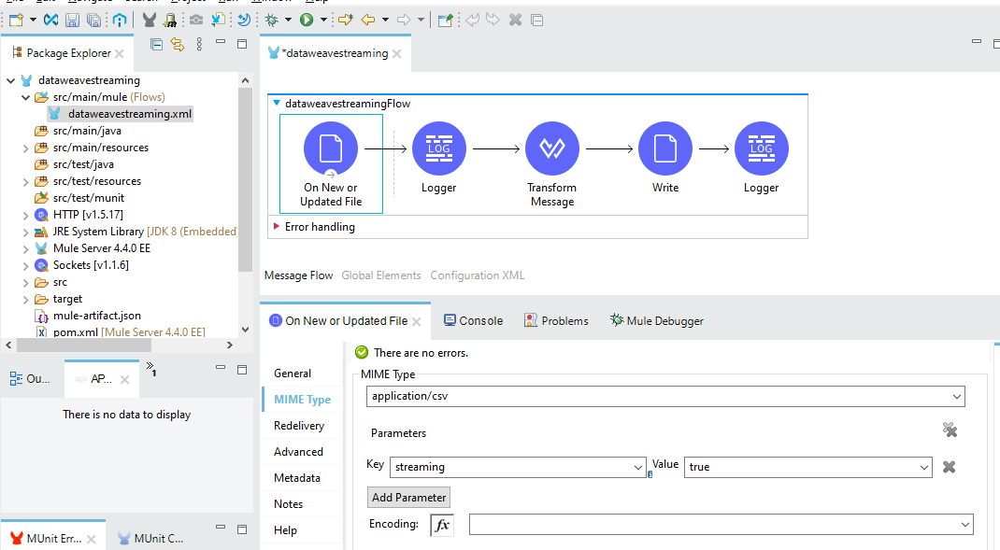 Package Explorer
dataweavestreaming
src/main/mule (Flows)
dataweavestreaming.xml
src/main/java
src/main/resources
src/test/java
src/test/resources
src/test/munit
HTTP [v1.5.17]
JRE System Library [JDK 8 (Embedded)
Mule Server 4.4.0 EE
Sockets [v1.1.6]
src
target
mule-artifact.json
pom.xml [Mule Server 4.4.0 EE]
Ou...
api AP...
1
There is no data to display
MUnit Err...
MUnit C...
*dataweavestreaming
dataweavestreamingFlow
On New or
Updated File
LOG
Logger
Transform
Message
Write
LOG
Logger
Error handling
Message Flow Global Elements Configuration XML
On New or Updated File
Console
Problems
Mule Debugger
There are no errors.
General
MIME Type
Redelivery
Advanced
Metadata
Notes
Help
MIME Type
application/csv
Parameters
Key streaming Value true
Add Parameter
Encoding: fx